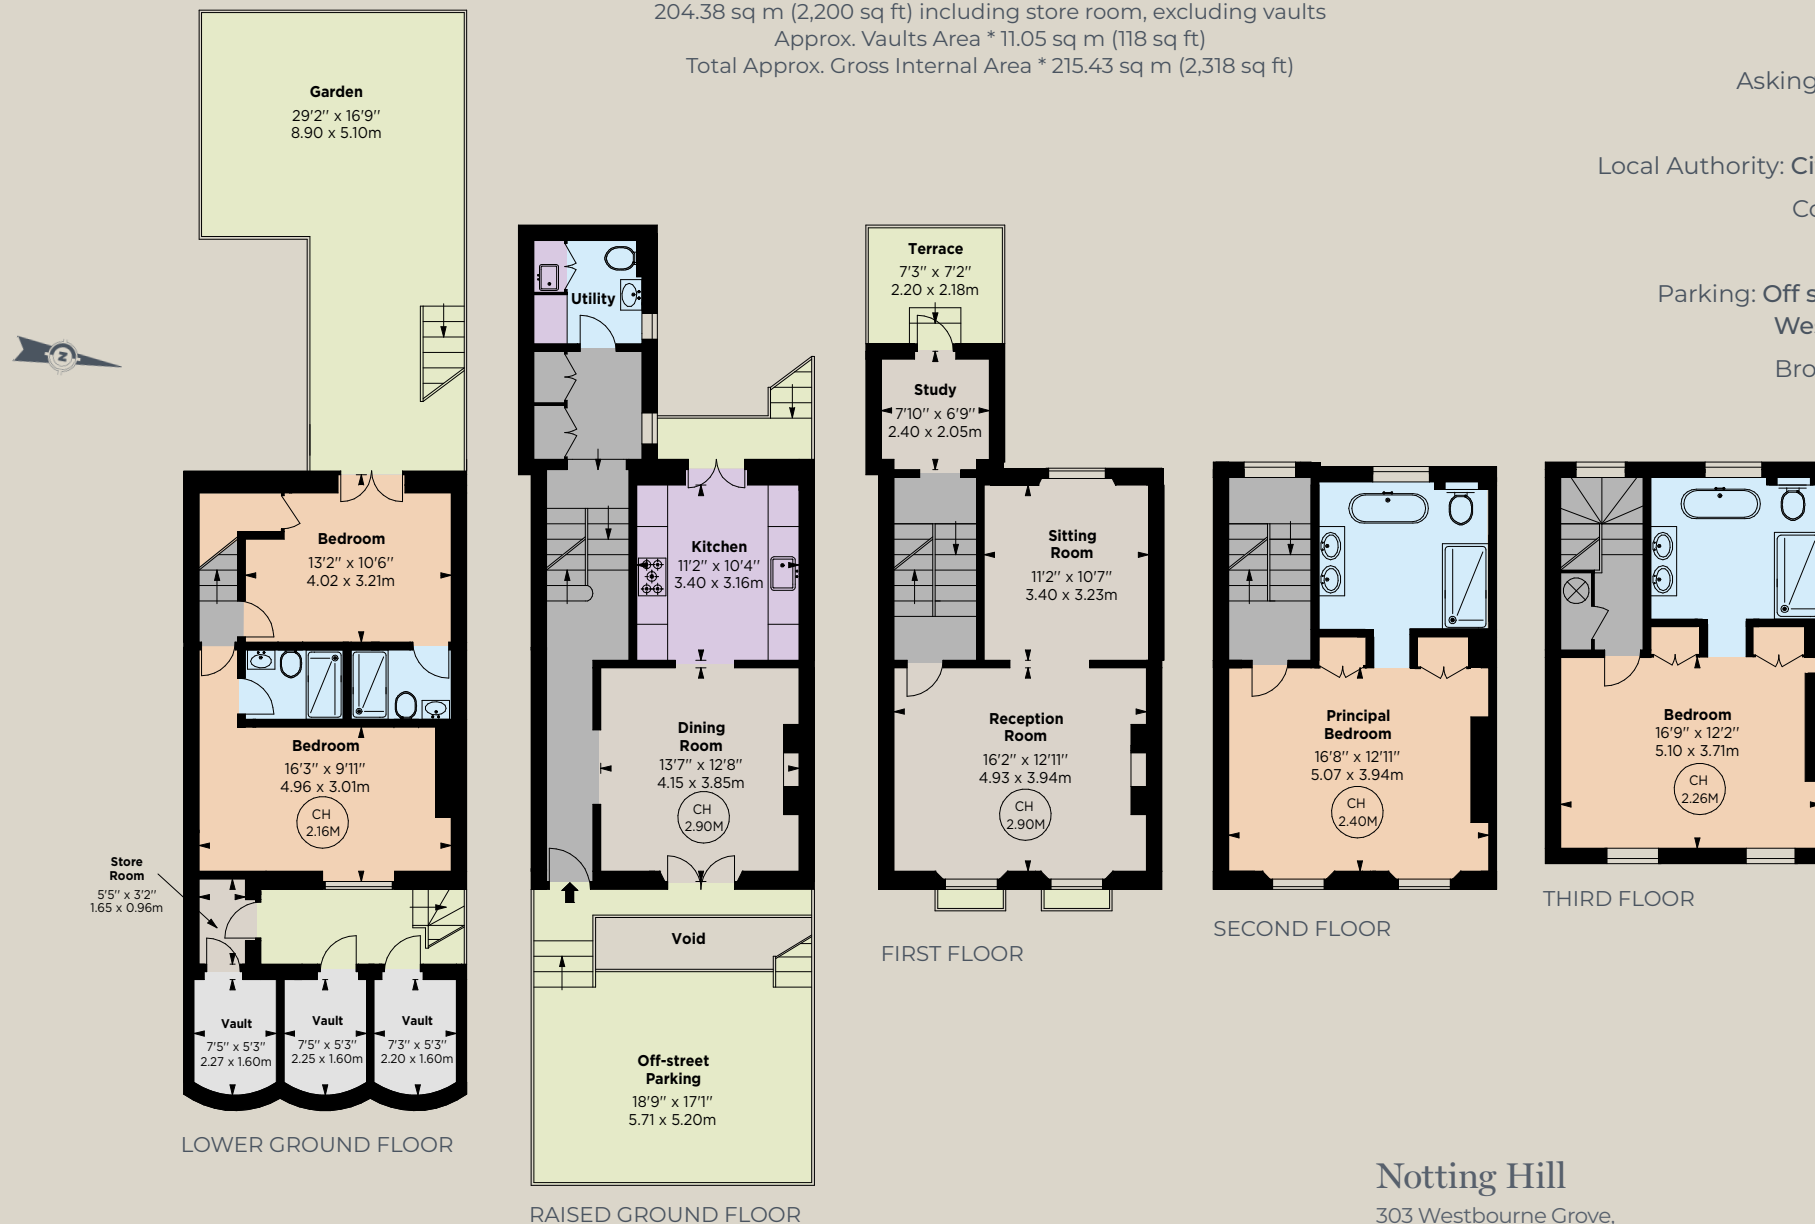 204.38 sq m (2,200 sq ft) including store room, excluding vaults
Approx. Vaults Area * 11.05 sq m (118 sq ft)
Total Approx. Gross Internal Area * 215.43 sq m (2,318 sq ft)
Asking
Local Authority: Ci
Co
Parking: Off s
We
Bro
N
Garden
29'2" x 16'9"
8.90 x 5.10m
Bedroom
13'2" x 10'6"
4.02 x 3.21m
Bedroom
16'3" x 9'11"
4.96 x 3.01m
CH
2.16M
Store
Room
5'5" x 3'2"
1.65 x 0.96m
Vault
7'5" x 5'3"
2.27 x 1.60m
Vault
7'5" x 5'3"
2.25 x 1.60m
Vault
7'3" x 5'3"
2.20 x 1.60m
LOWER GROUND FLOOR
Utility
Kitchen
11'2" x 10'4"
3.40 x 3.16m
Dining
Room
13'7" x 12'8"
4.15 x 3.85m
CH
2.90M
Void
Off-street
Parking
18'9" x 17'1"
5.71 x 5.20m
RAISED GROUND FLOOR
Terrace
7'3" x 7'2"
2.20 x 2.18m
Study
7'10" x 6'9"
2.40 x 2.05m
Sitting
Room
11'2" x 10'7"
3.40 x 3.23m
Reception
Room
16'2" x 12'11"
4.93 x 3.94m
CH
2.90M
FIRST FLOOR
Principal
Bedroom
16'8" x 12'11"
5.07 x 3.94m
CH
2.40M
SECOND FLOOR
Bedroom
16'9" x 12'2"
5.10 x 3.71m
CH
2.26M
THIRD FLOOR
Notting Hill
303 Westbourne Grove,